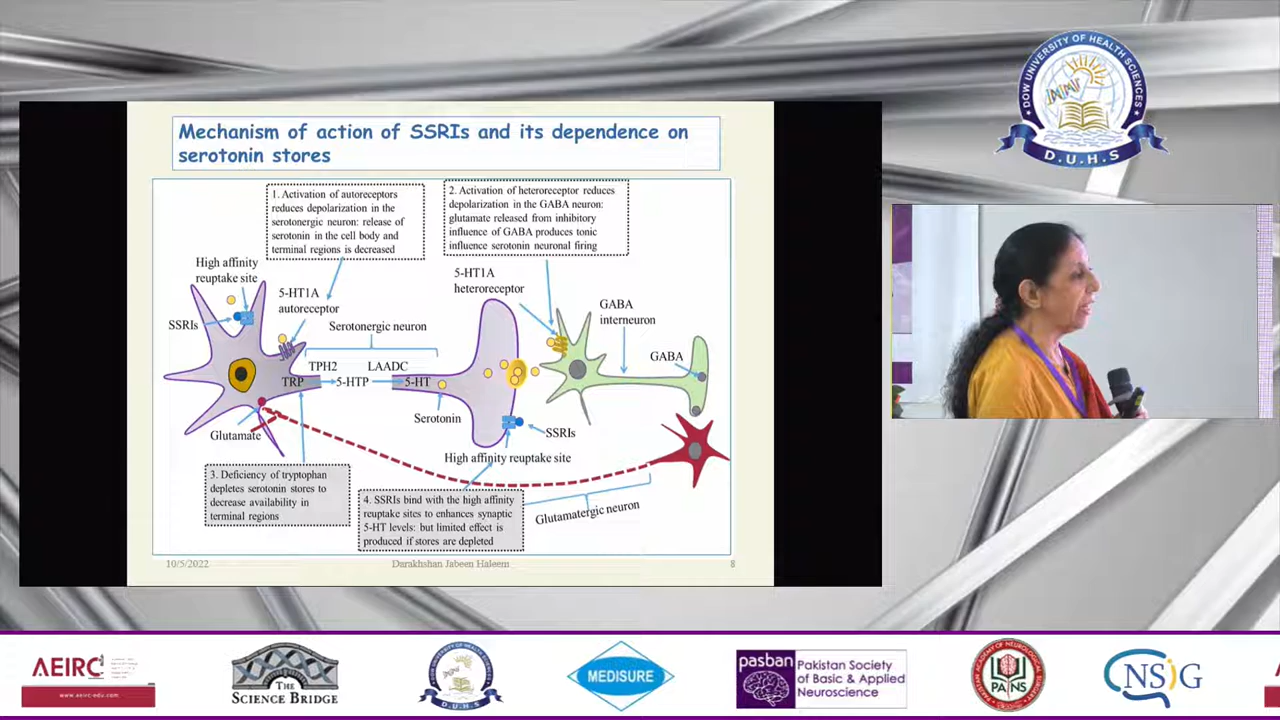 Mechanism of action of SSRIs and its dependence on
serotonin stores
1. Activation of autoreceptors
reduces depolarization in the
serotonergic neuron: release of
serotonin in the cell body and
terminal regions is decreased
2. Activation of heteroreceptor reduces
depolarization in the GABA neuron:
glutamate released from inhibitory
influence of GABA produces tonic
influence serotonin neuronal firing
High affinity
reuptake site
SSRIs
5-HT1A
autoreceptor
Serotonergic neuron
5-HT1A
heteroreceptor
GABA
interneuron
GABA
TPH2
LAADC
TRP
5-HTP
5-HT
Serotonin
Glutamate
SSRIs
High affinity reuptake site
3. Deficiency of tryptophan
depletes serotonin stores to
decrease availability in
terminal regions
4. SSRIs bind with the high affinity
reuptake sites to enhances synaptic
5-HT levels: but limited effect is
produced if stores are depleted
Glutamatergic neuron
10/5/2022
Darakhshan Jabeen Haleem
8
DOW UNIVERSITY OF HEALTH SCIENCES
D.U.H.S
AEIRC
www.aeirc-edu.com
THE
SCIENCE BRIDGE
MEDISURE
pasban
Pakistan Society
of Basic & Applied
Neuroscience
PANS
NSIG